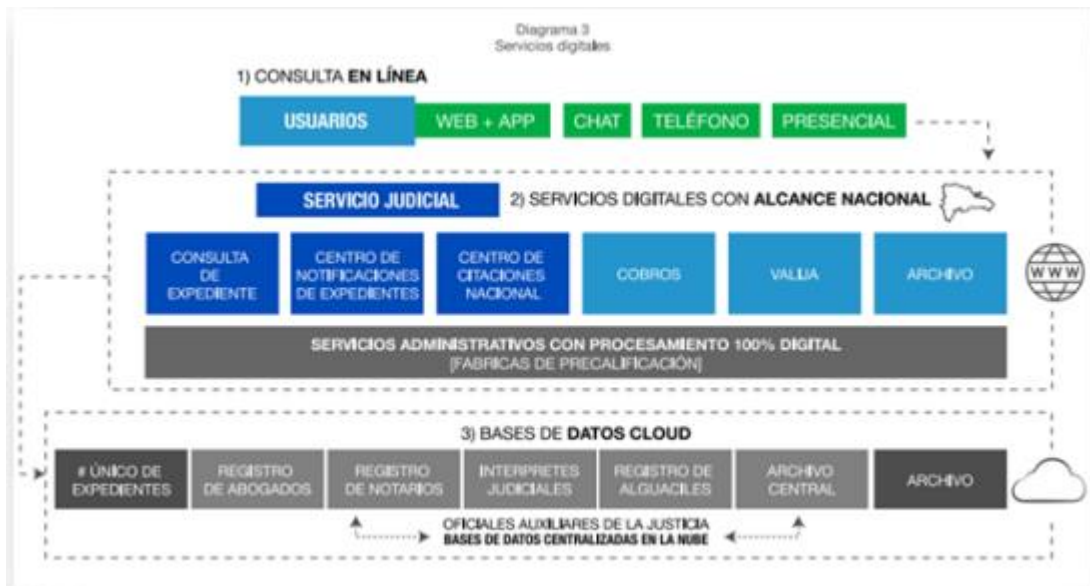 Diagrama 3
Servicios digitales
1) CONSULTA EN LÍNEA
USUARIOS
WEB + APP
CHAT
TELÉFONO
PRESENCIAL
SERVICIO JUDICIAL
2) SERVICIOS DIGITALES CON ALCANCE NACIONAL
CONSULTA
DE
EXPEDIENTE
CENTRO DE
NOTIFICACIONES
DE EXPEDIENTES
CENTRO DE
CITACIONES
NACIONAL
COBROS
VALIJA
ARCHIVO
WWW
SERVICIOS ADMINISTRATIVOS CON PROCESAMIENTO 100% DIGITAL
[FABRICAS DE PRECALIFICACIÓN]
3) BASES DE DATOS CLOUD
# ÚNICO DE
EXPEDIENTES
REGISTRO
DE ABOGADOS
REGISTRO
DE NOTARIOS
INTERPRETES
JUDICIALES
REGISTRO DE
ALGUACILES
ARCHIVO
CENTRAL
ARCHIVO
OFICIALES AUXILIARES DE LA JUSTICIA
BASES DE DATOS CENTRALIZADAS EN LA NUBE